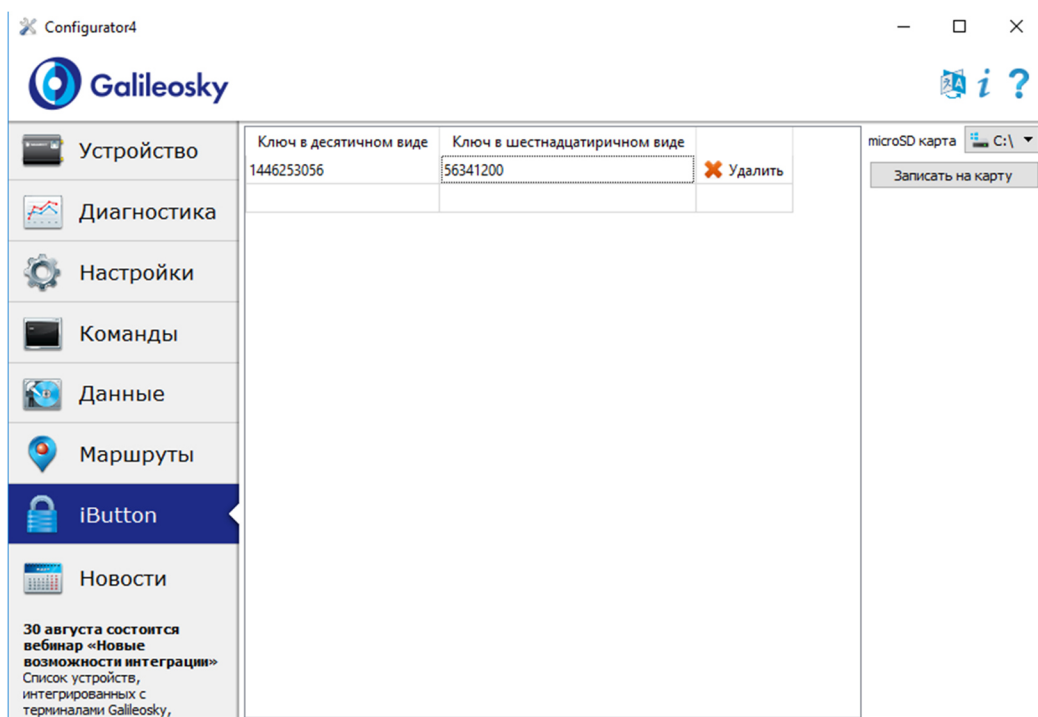 Configurator4
Galileosky
Устройство
Диагностика
Настройки
Команды
Данные
Маршруты
iButton
Новости
30 августа состоится
вебинар «Новые
возможности интеграции»
Список устройств,
интегрированных с
терминалами Galileosky,
Ключ в десятичном виде Ключ в шестнадцатиричном виде
1446253056 56341200 Удалить
microSD карта C:\
Записать на карту